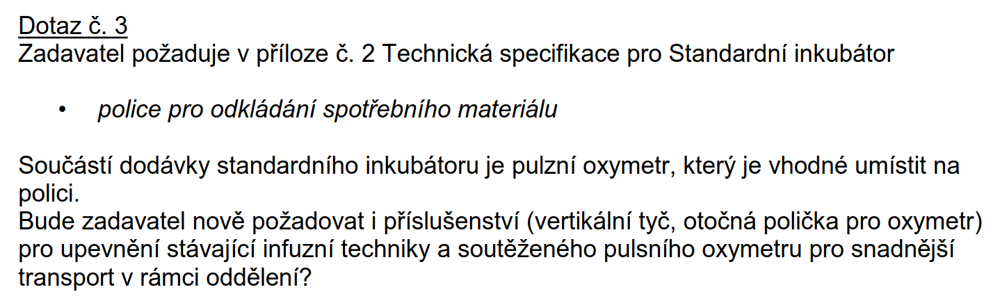 Dotaz č. 3
Zadavatel požaduje v příloze č. 2 Technická specifikace pro Standardní inkubátor
• police pro odkládání spotřebního materiálu
Součástí dodávky standardního inkubátoru je pulzní oxymetr, který je vhodné umístit na
polici.
Bude zadavatel nově požadovat i příslušenství (vertikální tyč, otočná polička pro oxymetr)
pro upevnění stávající infuzní techniky a soutěženého pulsního oxymetru pro snadnější
transport v rámci oddělení?